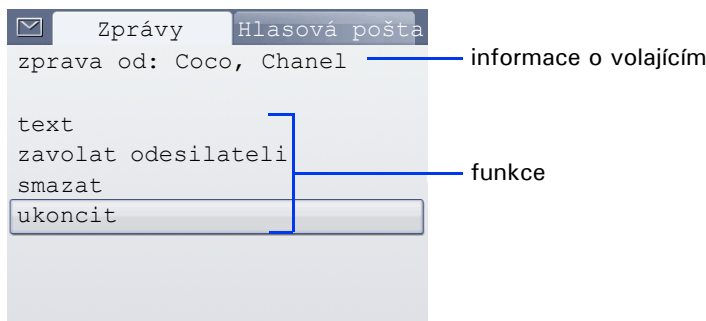 Zprávy Hlasová pošta
zprava od: Coco, Chanel informace o volajícím
text
zavolat odesilateli
funkce
smazat
ukoncit